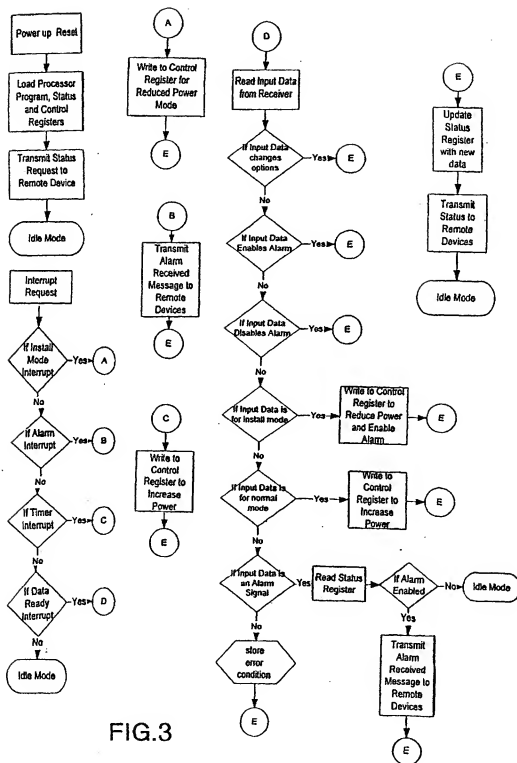 Power up Reset
Load Processor
Program, Status
and Control
Registers
Transmit Status
Request to
Remote Device
Idle Mode
Interrupt
Request
If Install
Mode
Interrupt
Yes
A
No
If Alarm
Interrupt
Yes
B
No
If Timer
Interrupt
Yes
C
No
If Data
Ready
Interrupt
Yes
D
No
Idle Mode
A
Write to Control
Register for
Reduced Power
Mode
E
B
Transmit
Alarm
Received
Message to
Remote
Devices
E
C
Write to
Control
Register to
Increase
Power
E
D
Read Input Data
from Receiver
If Input Data
changes
options
Yes
E
No
If Input Data
Enables Alarm
Yes
E
No
If Input Data
Disables Alarm
Yes
E
No
If Input Data is
for Install mode
Yes
Write to Control
Register to
Reduce Power
and Enable
Alarm
E
No
If Input Data is
for normal
mode
Yes
Write to
Control
Register to
Increase
Power
E
No
If Input Data is
an Alarm
Signal
Yes
Read Status
Register
If Alarm
Enabled
No
Idle Mode
Yes
Transmit
Alarm
Received
Message to
Remote
Devices
E
No
store
error
condition
E
E
Update
Status
Register
with new
data
Transmit
Status to
Remote
Devices
Idle Mode
FIG.3